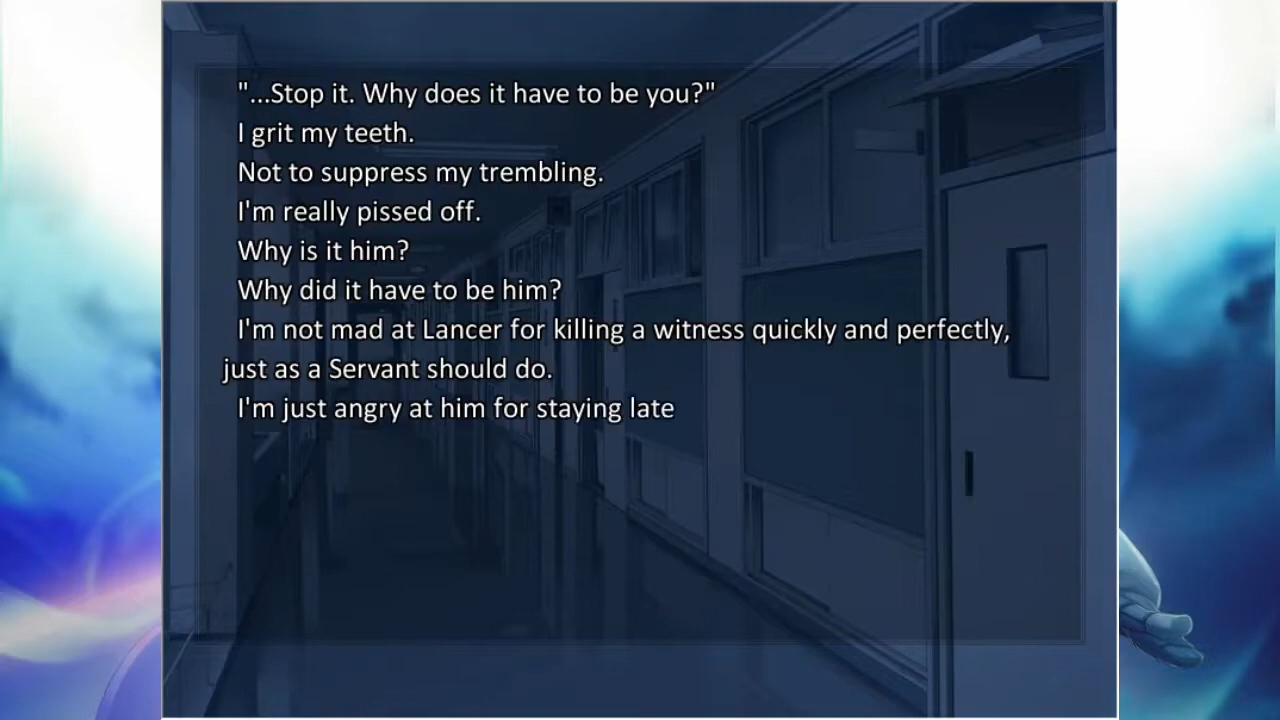 "...Stop it. Why does it have to be you?"
I grit my teeth.
Not to suppress my trembling.
I'm really pissed off.
Why is it him?
Why did it have to be him?
I'm not mad at Lancer for killing a witness quickly and perfectly,
just as a Servant should do.
I'm just angry at him for staying late